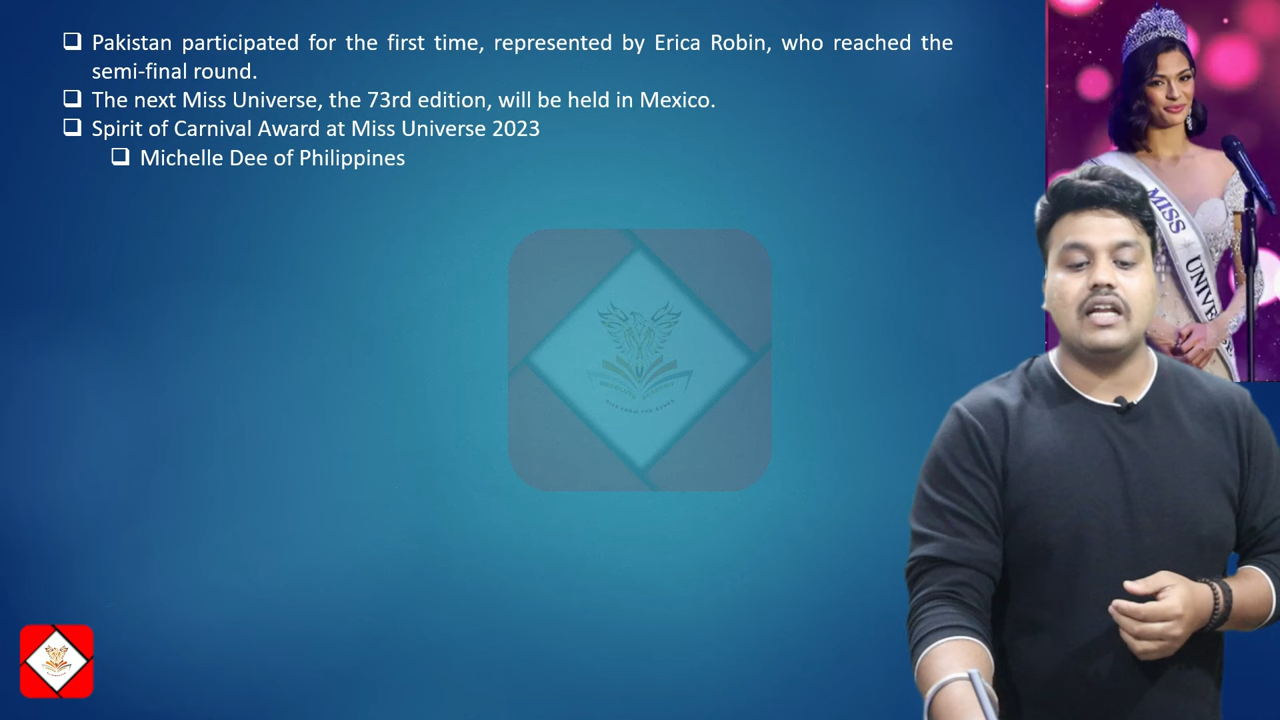 Pakistan participated for the first time, represented by Erica Robin, who reached the
semi-final round.
The next Miss Universe, the 73rd edition, will be held in Mexico.
Spirit of Carnival Award at Miss Universe 2023
Michelle Dee of Philippines
MISS UNIVERSE